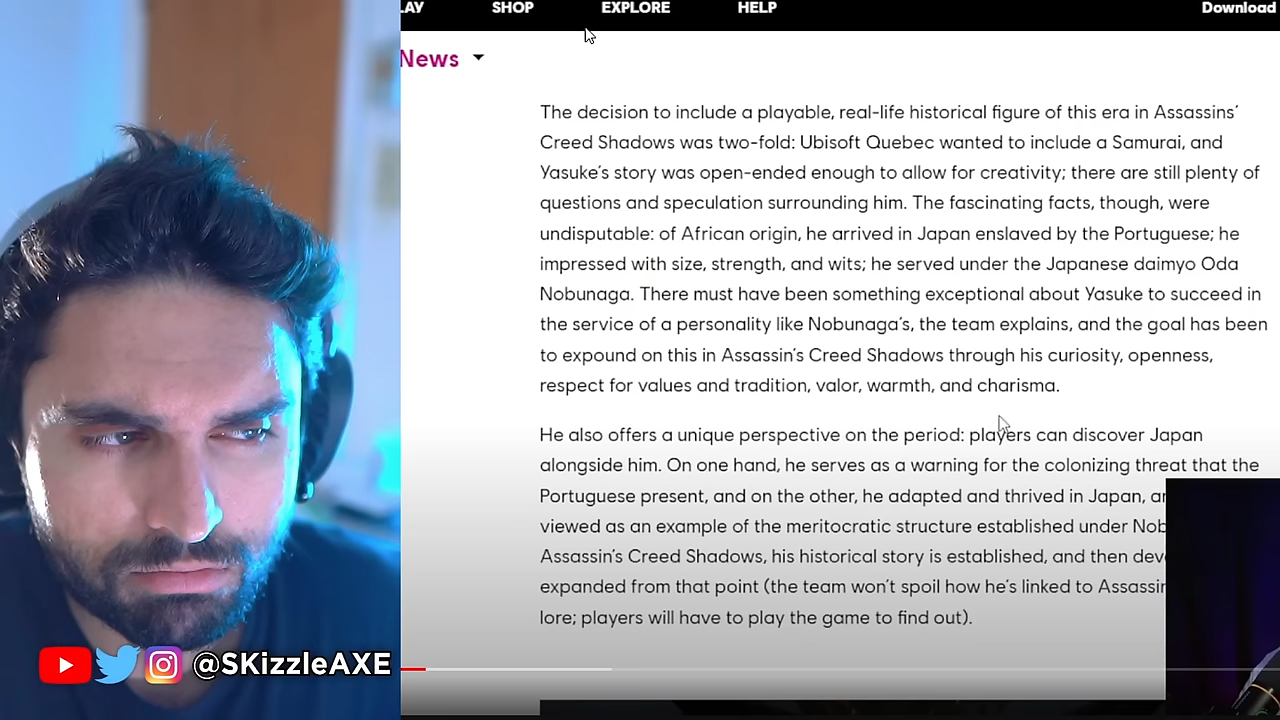 LAY SHOP EXPLORE HELP Download
News
The decision to include a playable, real-life historical figure of this era in Assassins’
Creed Shadows was two-fold: Ubisoft Quebec wanted to include a Samurai, and
Yasuke’s story was open-ended enough to allow for creativity; there are still plenty of
questions and speculation surrounding him. The fascinating facts, though, were
undisputable: of African origin, he arrived in Japan enslaved by the Portuguese; he
impressed with size, strength, and wits; he served under the Japanese daimyo Oda
Nobunaga. There must have been something exceptional about Yasuke to succeed in
the service of a personality like Nobunaga’s, the team explains, and the goal has been
to expound on this in Assassin’s Creed Shadows through his curiosity, openness,
respect for values and tradition, valor, warmth, and charisma.
He also offers a unique perspective on the period: players can discover Japan
alongside him. On one hand, he serves as a warning for the colonizing threat that the
Portuguese present, and on the other, he adapted and thrived in Japan,
viewed as an example of the meritocratic structure established under Nob
Assassin’s Creed Shadows, his historical story is established, and then dev
expanded from that point (the team won’t spoil how he’s linked to Assassin
lore; players will have to play the game to find out).
@SKizzleAXE